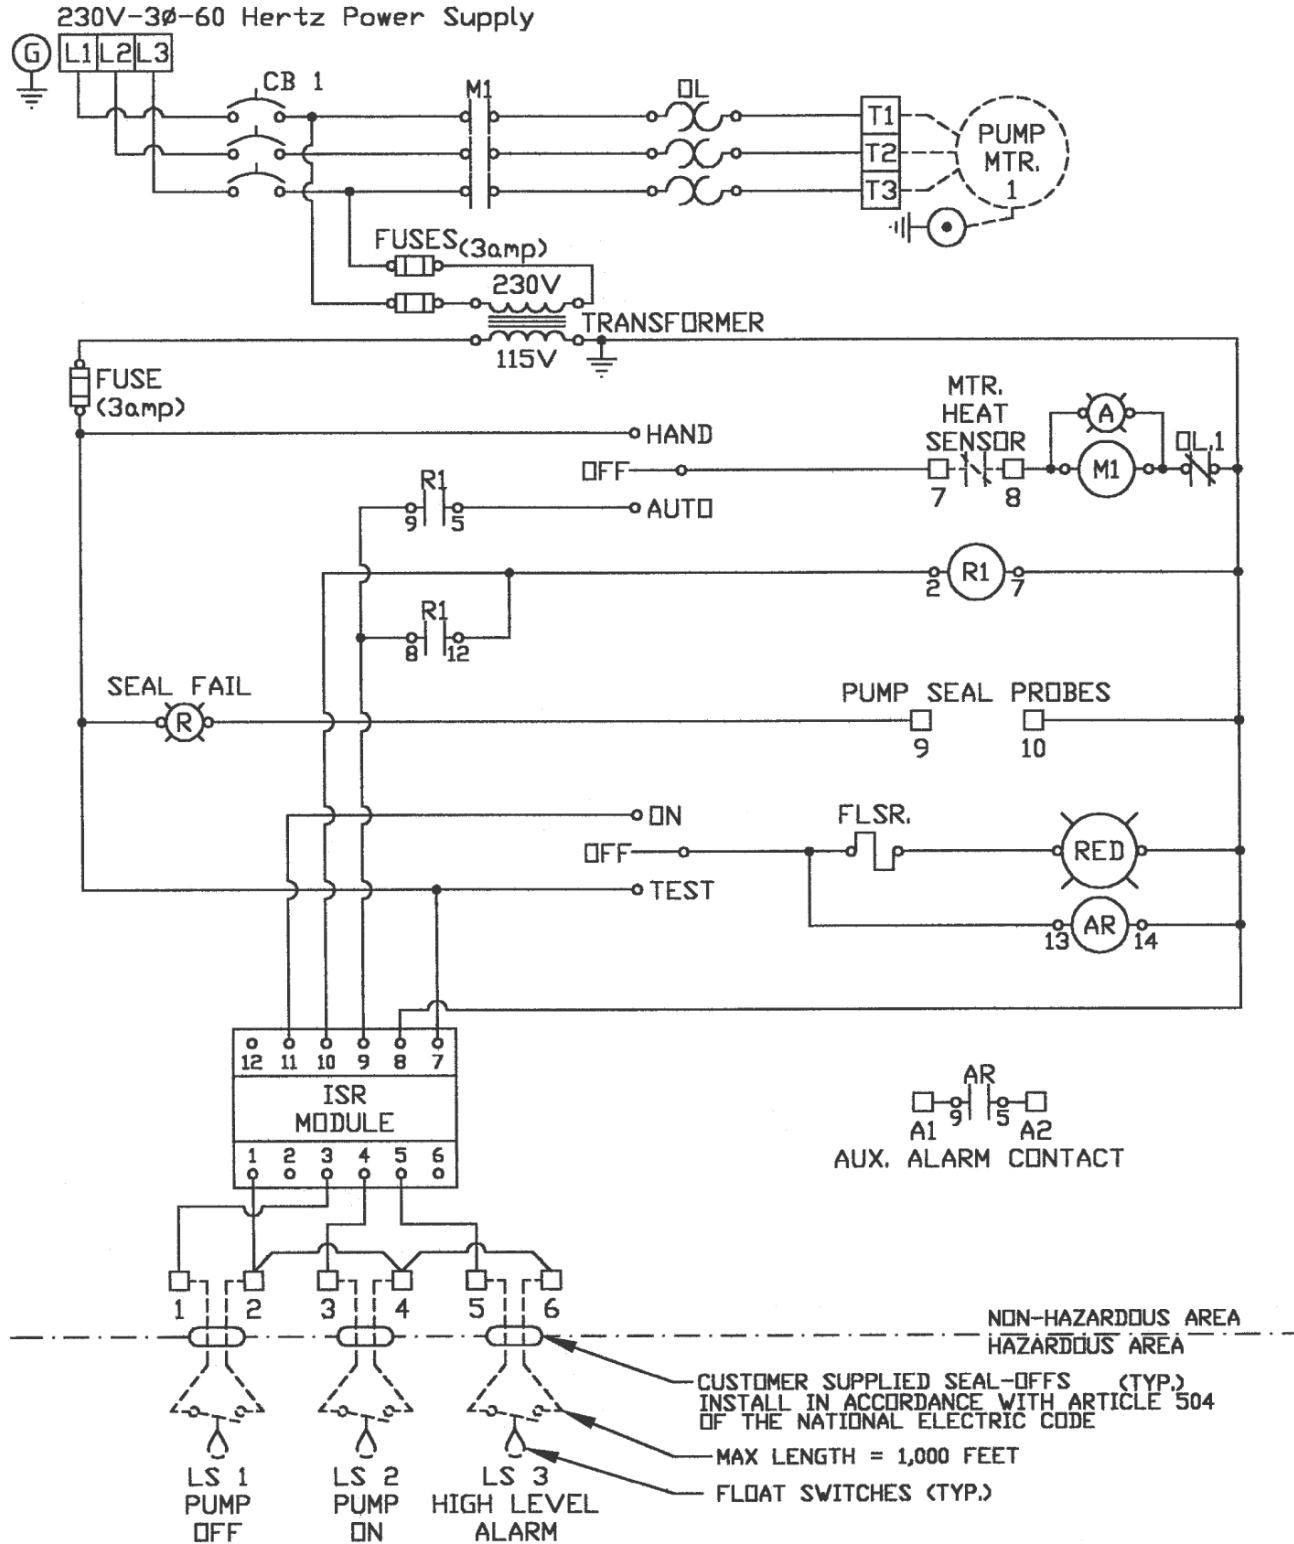 230V-3Ø-60 Hertz Power Supply
G L1 L2 L3
CB 1
M1
OL
T1
T2
T3
PUMP
MTR.
1
FUSES (3amp)
230V
TRANSFORMER
115V
FUSE
(3amp)
HAND
OFF
AUTO
MTR.
HEAT
SENSOR
7 8
A
M1
OL.1
R1
9 5
R1
2 7
R1
8 12
SEAL FAIL
R
PUMP SEAL PROBES
9 10
ON
OFF
TEST
FLSR.
RED
AR
13 14
12 11 10 9 8 7
ISR
MODULE
1 2 3 4 5 6
AR
9 5
A1 A2
AUX. ALARM CONTACT
1 2 3 4 5 6
NON-HAZARDOUS AREA
HAZARDOUS AREA
CUSTOMER SUPPLIED SEAL-OFFS (TYP.)
INSTALL IN ACCORDANCE WITH ARTICLE 504
OF THE NATIONAL ELECTRIC CODE
MAX LENGTH = 1,000 FEET
FLOAT SWITCHES (TYP.)
LS 1
PUMP
OFF
LS 2
PUMP
ON
LS 3
HIGH LEVEL
ALARM